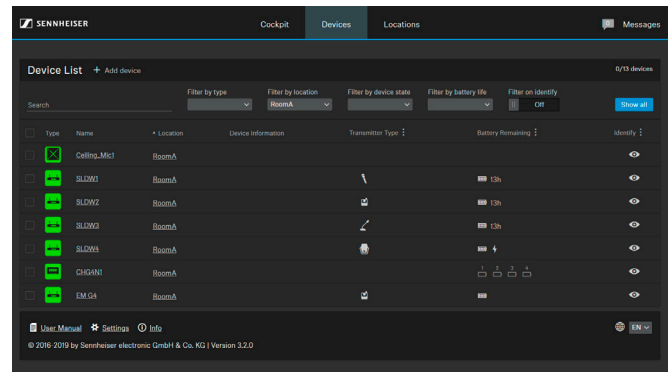 SENNHEISER
Cockpit
Devices
Locations
0
Messages
Device List + Add device
0/13 devices
Filter by type
Filter by location
Filter by device state
Filter by battery life
Filter on identify
Search
RoomA
Off
Show all
Type Name Location Device Information Transmitter Type Battery Remaining Identify
Ceiling_Mic1 RoomA
SLDW1 RoomA 13h
SLDW2 RoomA 13h
SLDW3 RoomA 13h
SLDW4 RoomA
CHG4N1 RoomA 1 2 3 4
EM G4 RoomA
User Manual Settings Info
EN
© 2016-2019 by Sennheiser electronic GmbH & Co. KG | Version 3.2.0